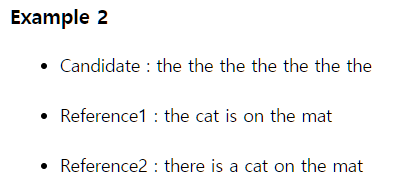 Example 2
• Candidate : the the the the the the the
• Reference1 : the cat is on the mat
• Reference2 : there is a cat on the mat